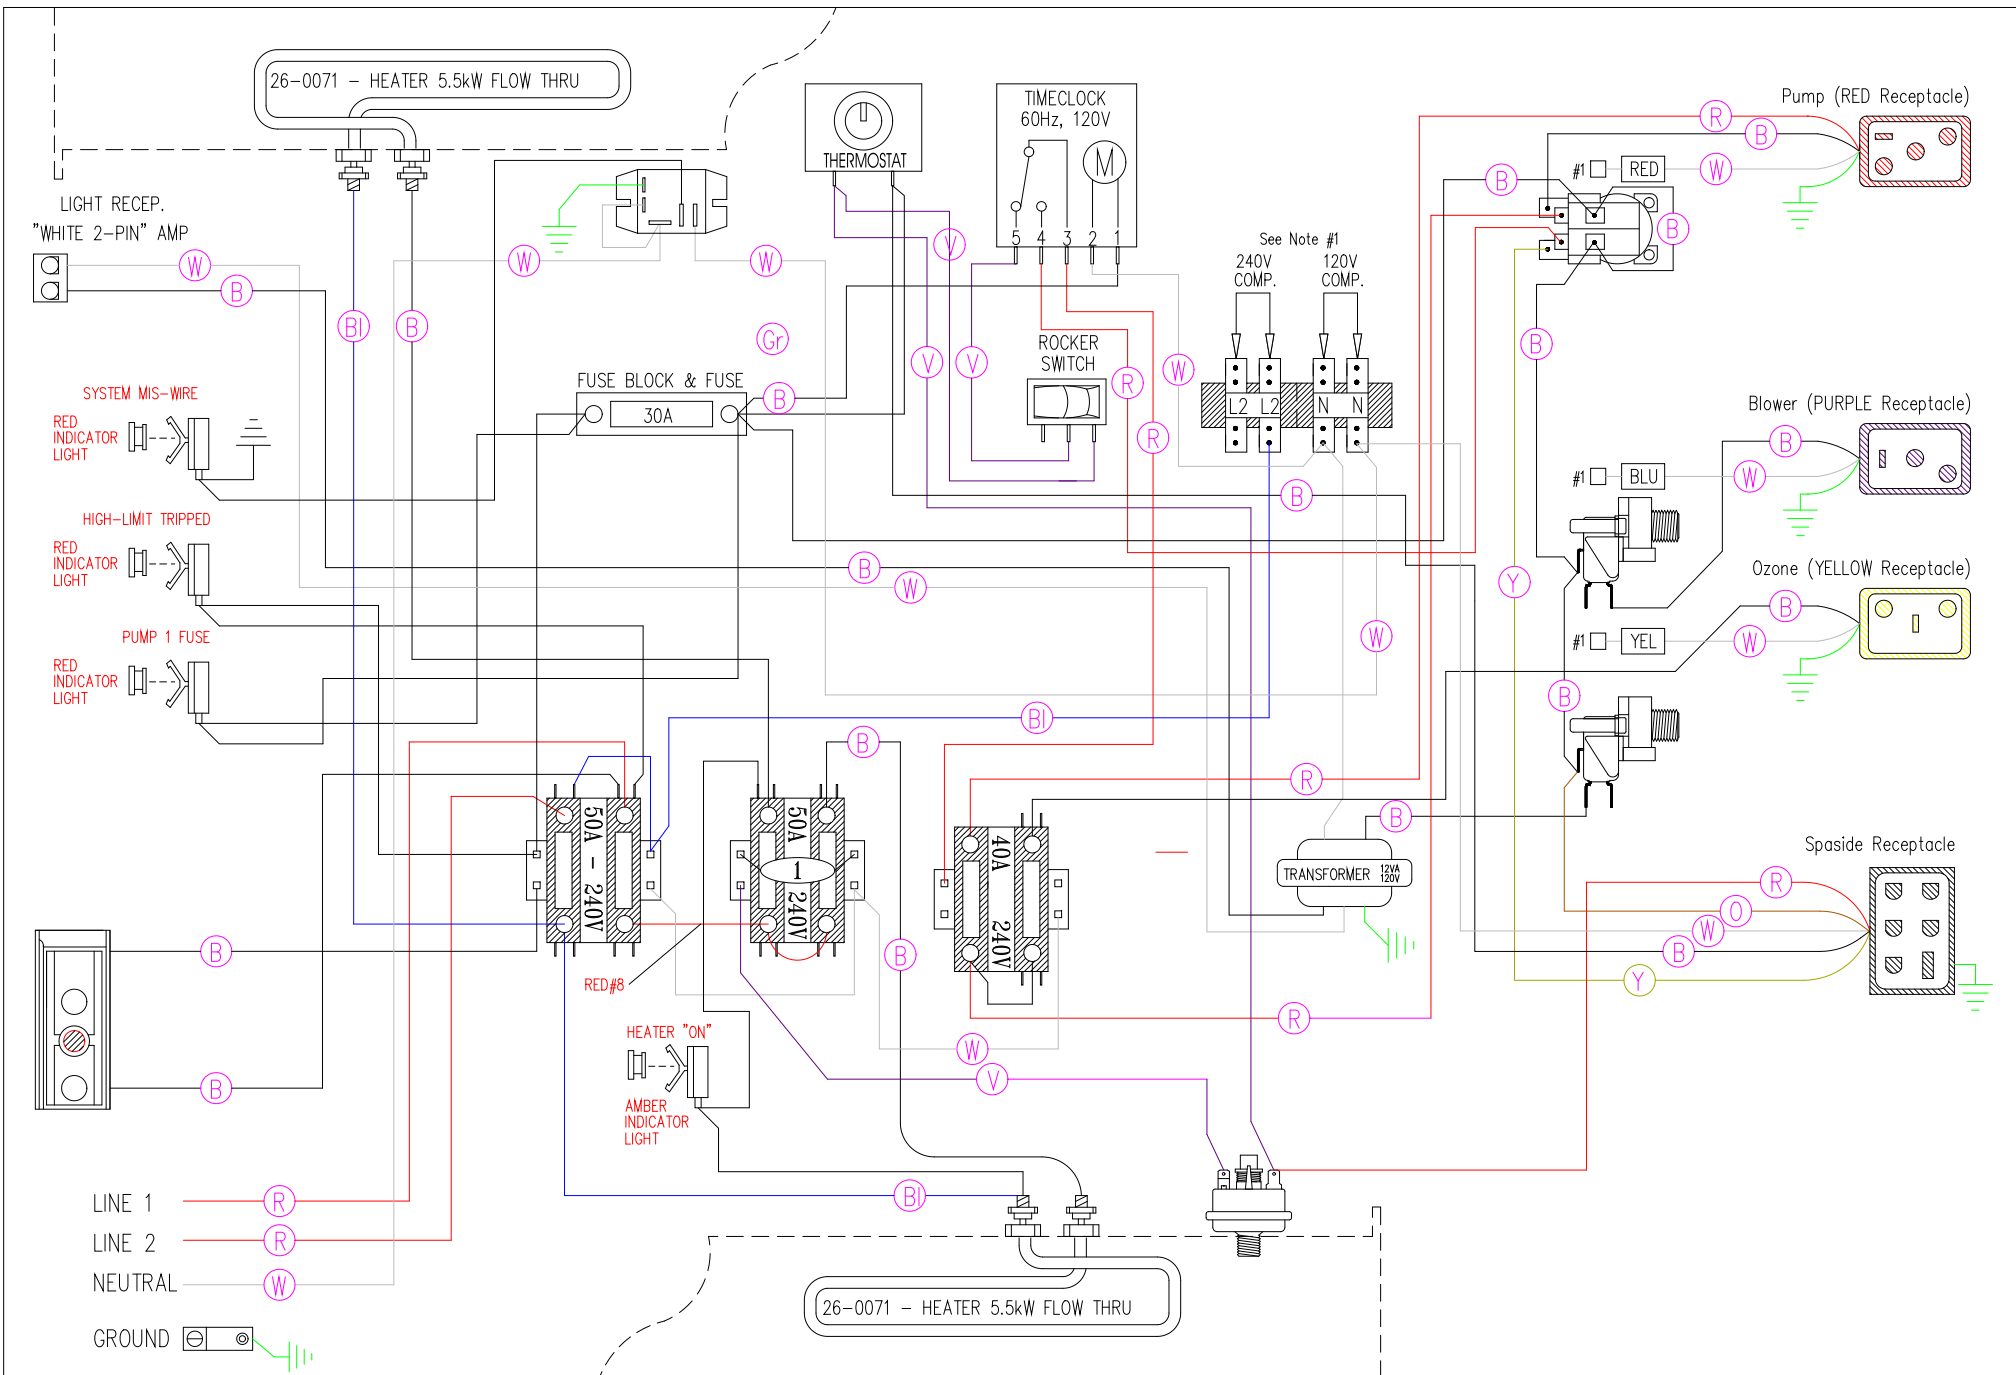 26-0071 - HEATER 5.5kW FLOW THRU
LIGHT RECEP.
"WHITE 2-PIN" AMP
W
B
Bl
B
W
W
Gr
THERMOSTAT
TIMECLOCK
60Hz, 120V
M
5 4 3 2 1
V
V
V
ROCKER
SWITCH
R
W
R
See Note #1
240V
COMP.
120V
COMP.
L2 L2 N N
Pump (RED Receptacle)
R
B
#1 RED W
B
B
B
FUSE BLOCK & FUSE
30A
B
SYSTEM MIS-WIRE
RED
INDICATOR
LIGHT
HIGH-LIMIT TRIPPED
RED
INDICATOR
LIGHT
PUMP 1 FUSE
RED
INDICATOR
LIGHT
Blower (PURPLE Receptacle)
B
#1 BLU W
B
B
W
Y
Ozone (YELLOW Receptacle)
B
#1 YEL W
W
B
Bl
B
R
B
50A - 240V
50A 240V
1
40A 240V
TRANSFORMER 12VA
120V
Spaside Receptacle
R
O
W
B
Y
B
B
B
RED#8
R
W
V
HEATER "ON"
AMBER
INDICATOR
LIGHT
Bl
LINE 1 R
LINE 2 R
NEUTRAL W
GROUND
26-0071 - HEATER 5.5kW FLOW THRU